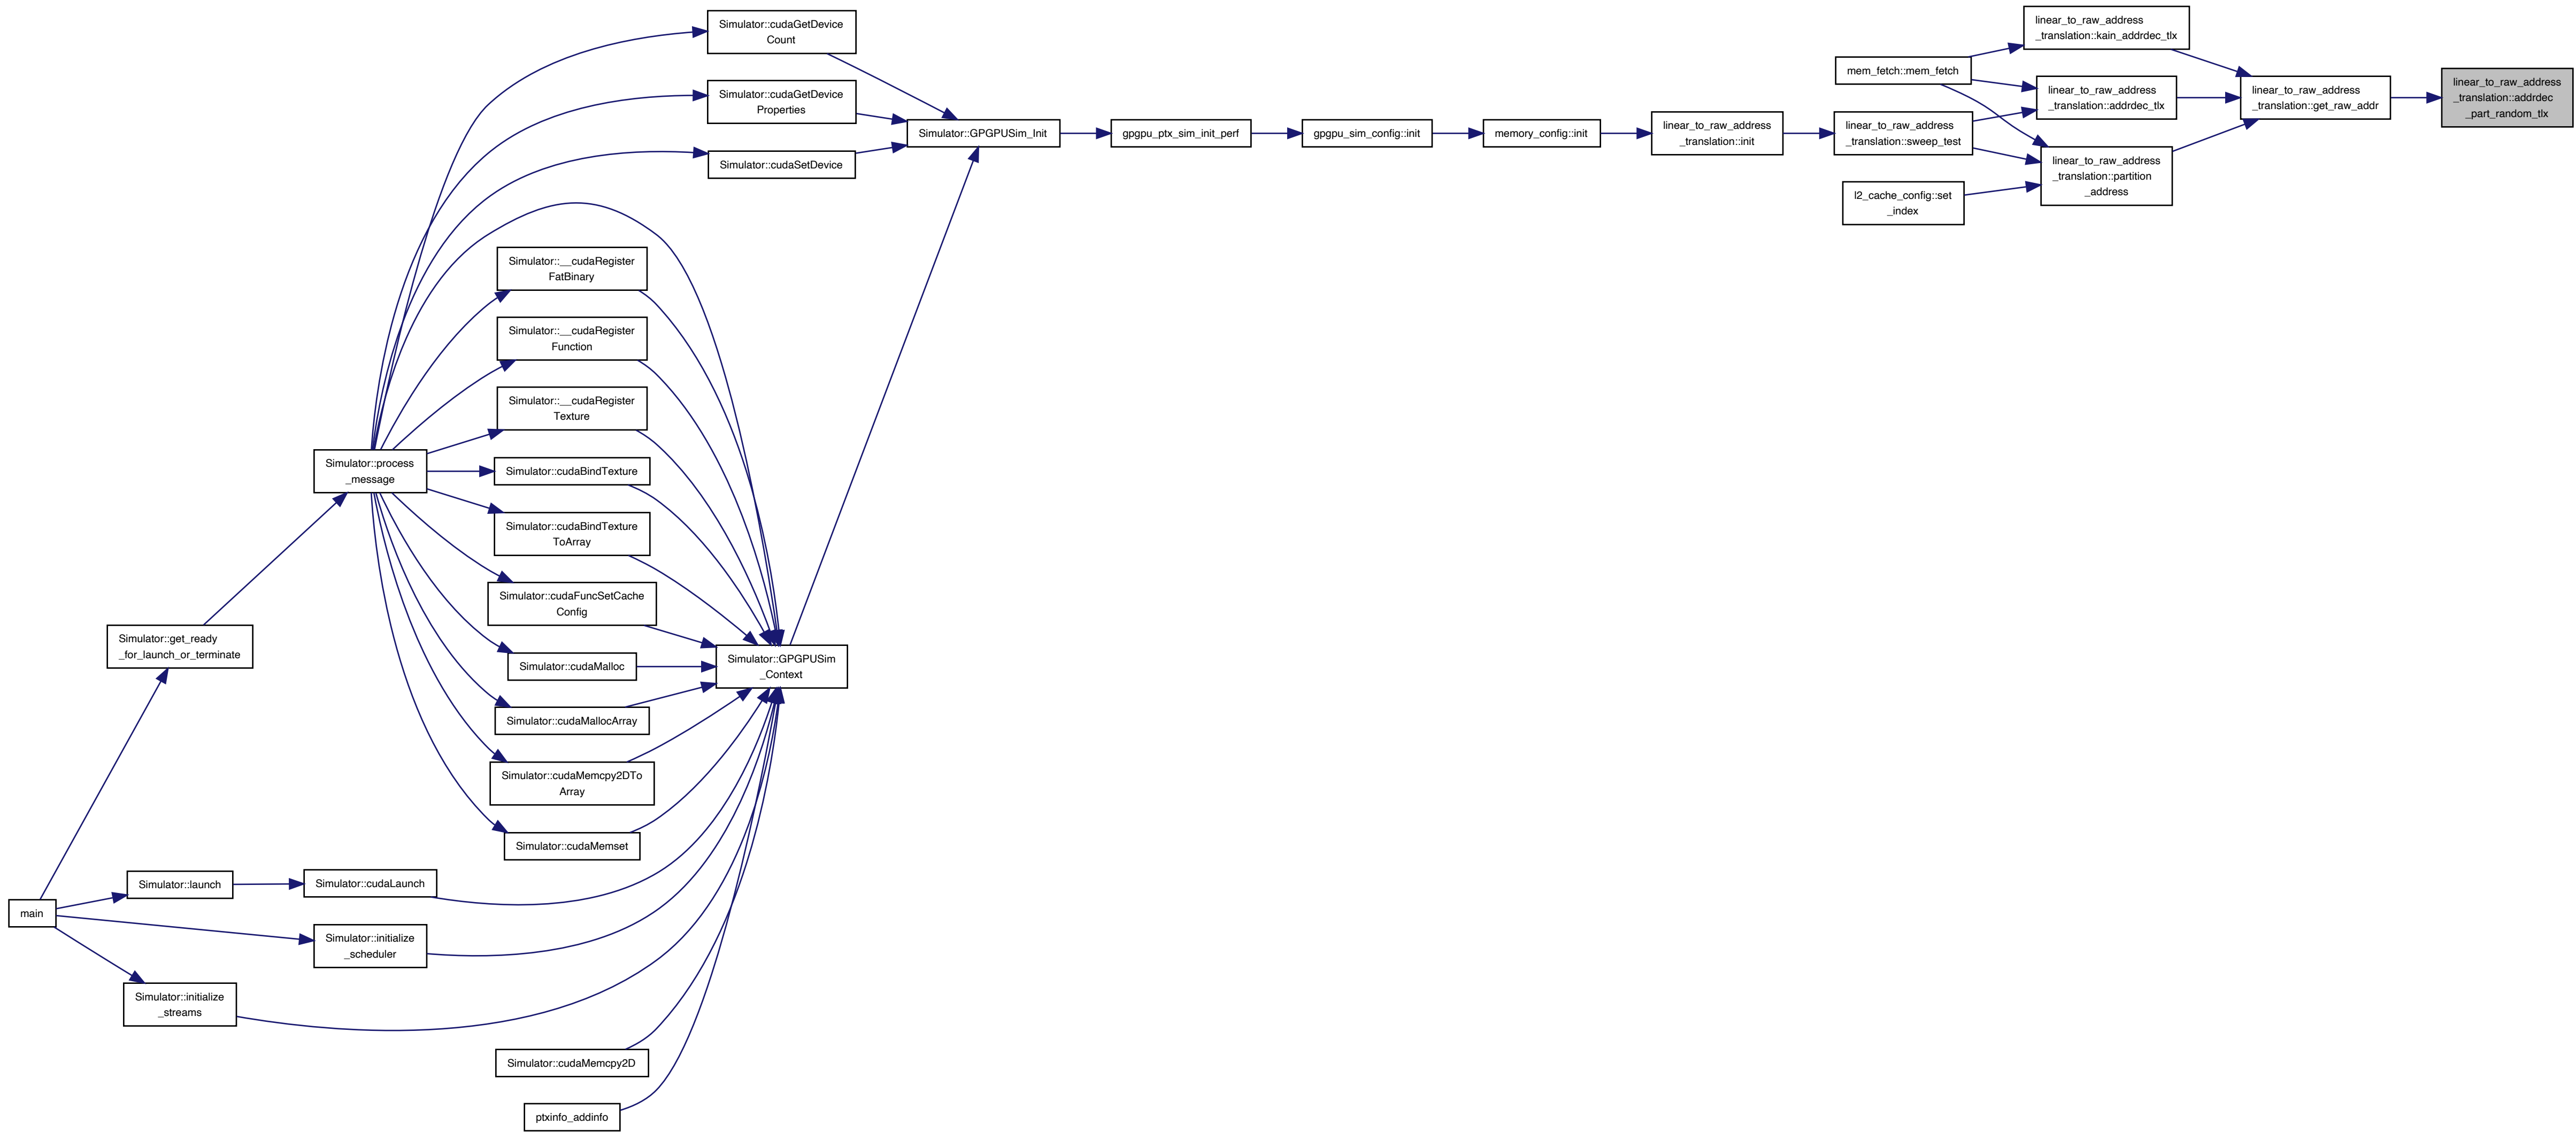 Simulator::cudaGetDevice
Count
Simulator::cudaGetDevice
Properties
Simulator::cudaSetDevice
Simulator::GPGPUSim_Init
gpgpu_ptx_sim_init_perf
gpgpu_sim_config::init
memory_config::init
linear_to_raw_address
_translation::init
linear_to_raw_address
_translation::sweep_test
mem_fetch::mem_fetch
l2_cache_config::set
_index
linear_to_raw_address
_translation::kain_addrdec_tlx
linear_to_raw_address
_translation::addrdec_tlx
linear_to_raw_address
_translation::partition
_address
linear_to_raw_address
_translation::get_raw_addr
linear_to_raw_address
_translation::addrdec
_part_random_tlx
Simulator::__cudaRegister
FatBinary
Simulator::__cudaRegister
Function
Simulator::__cudaRegister
Texture
Simulator::process
_message
Simulator::cudaBindTexture
Simulator::cudaBindTexture
ToArray
Simulator::cudaFuncSetCache
Config
Simulator::get_ready
_for_launch_or_terminate
Simulator::cudaMalloc
Simulator::GPGPUSim
_Context
Simulator::cudaMallocArray
Simulator::cudaMemcpy2DTo
Array
Simulator::cudaMemset
Simulator::launch
Simulator::cudaLaunch
main
Simulator::initialize
_scheduler
Simulator::initialize
_streams
Simulator::cudaMemcpy2D
ptxinfo_addinfo